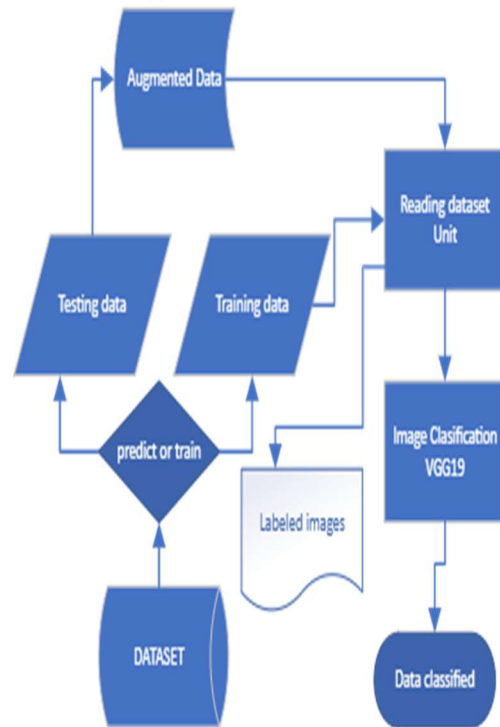 Augmented Data
Reading dataset
Unit
Testing data
Training data
predict or train
Image Clasification
VGG19
Labeled images
DATASET
Data classified